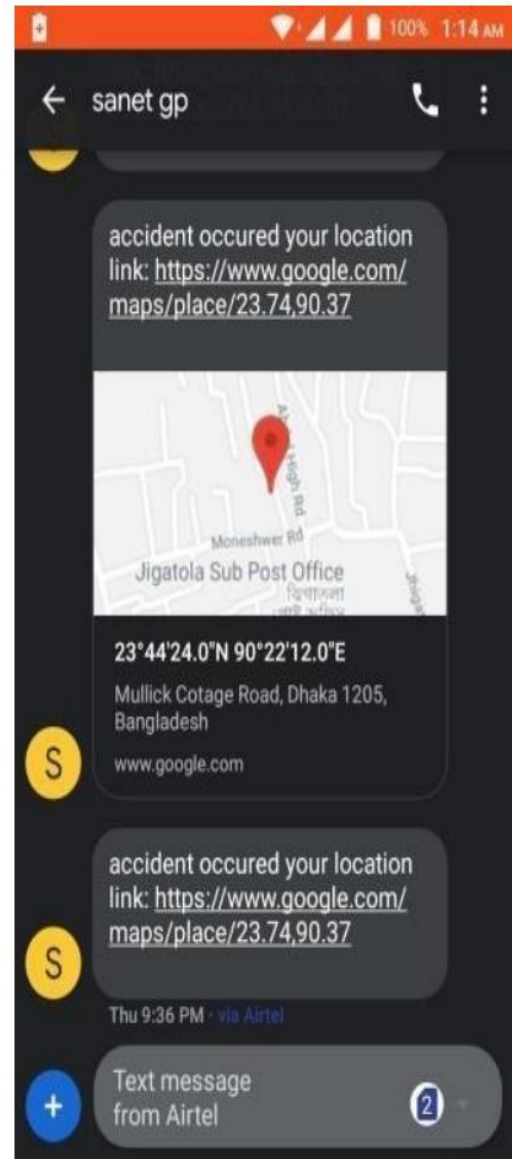 100% 1:14 AM
sanet gp
S
accident occured your location
link: https://www.google.com/
maps/place/23.74,90.37
High Rd
Moneshwer Rd
Jigatola Sub Post Office
23°44'24.0"N 90°22'12.0"E
Mullick Cotage Road, Dhaka 1205,
Bangladesh
www.google.com
S
accident occured your location
link: https://www.google.com/
maps/place/23.74,90.37
S
Thu 9:36 PM · via Airtel
Text message
from Airtel
2